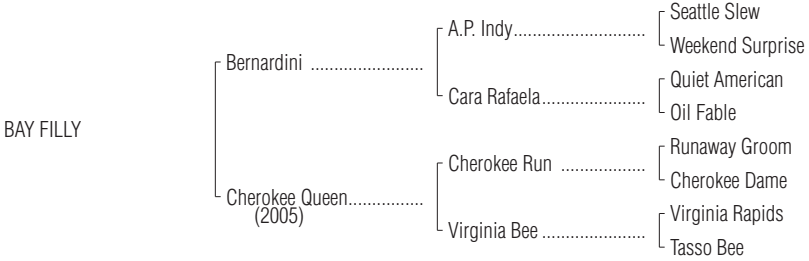 Seattle Slew
A.P. Indy..............................
Weekend Surprise
Bernardini .........................
Quiet American
Cara Rafaela.......................
Oil Fable
BAY FILLY
Runaway Groom
Cherokee Run ...................
Cherokee Dame
Cherokee Queen................
(2005)
Virginia Rapids
Virginia Bee .......................
Tasso Bee